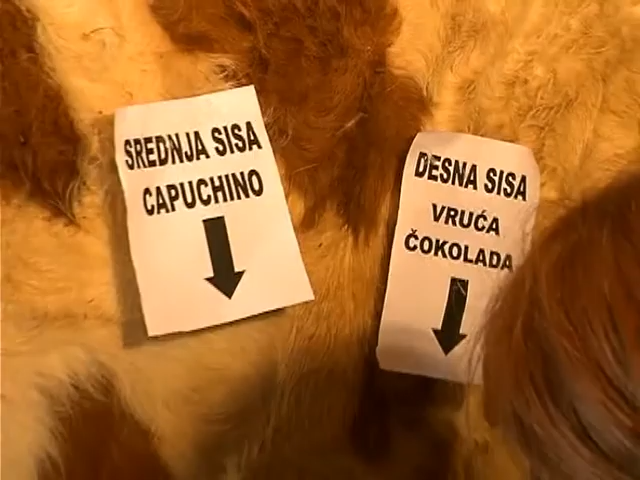 SREDNJA SISA
CAPUCHINO
DESNA SISA
VRUĆA
ČOKOLADA